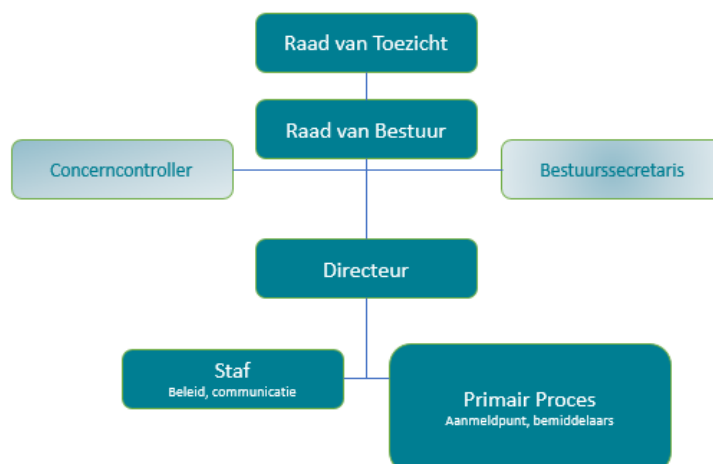 Raad van Toezicht
Raad van Bestuur
Concerncontroller
Bestuurssecretaris
Directeur
Staf
Beleid, communicatie
Primair Proces
Aanmeldpunt, bemiddelaars